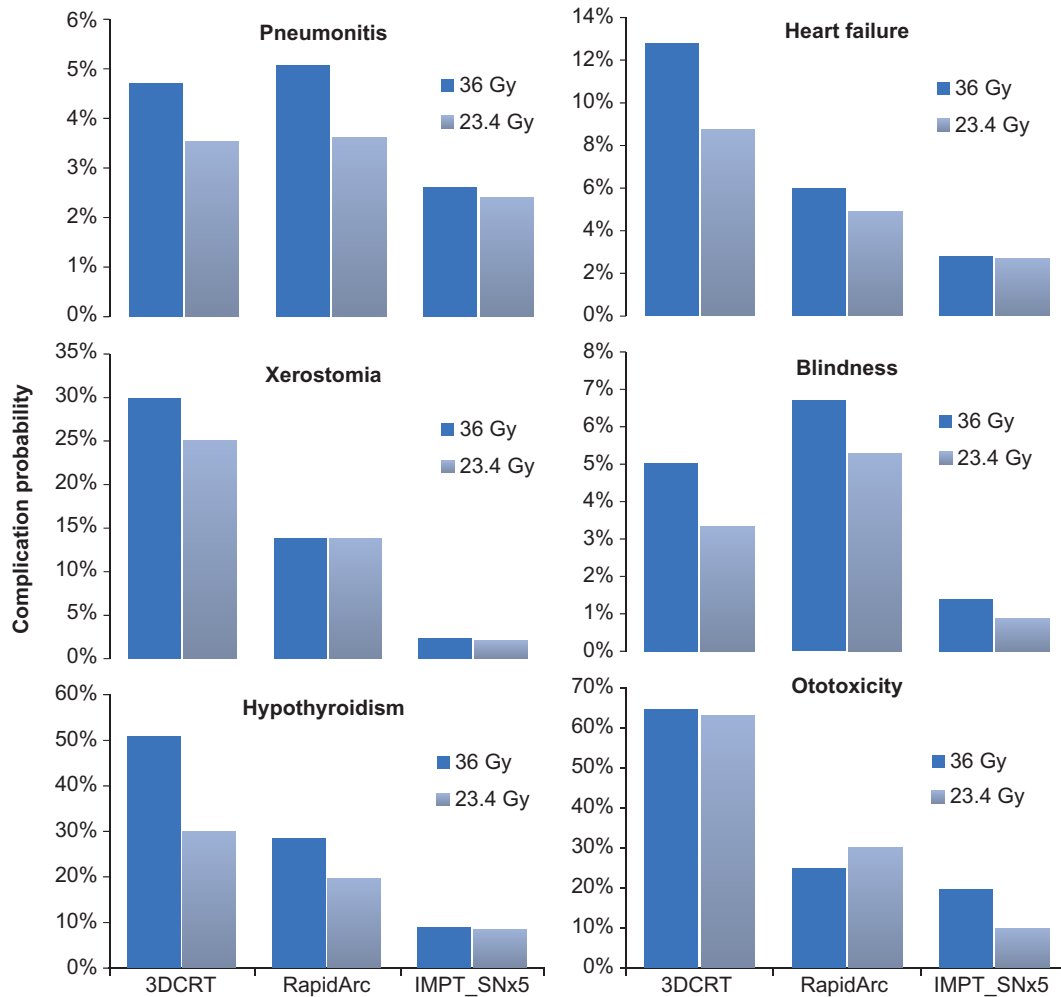 Complication probability
6%
5%
4%
3%
2%
1%
0%
Pneumonitis
36 Gy
23.4 Gy
14%
12%
10%
8%
6%
4%
2%
0%
Heart failure
36 Gy
23.4 Gy
35%
30%
25%
20%
15%
10%
5%
0%
Xerostomia
36 Gy
23.4 Gy
8%
7%
6%
5%
4%
3%
2%
1%
0%
Blindness
36 Gy
23.4 Gy
60%
50%
40%
30%
20%
10%
0%
Hypothyroidism
36 Gy
23.4 Gy
3DCRT
RapidArc
IMPT_SNx5
70%
60%
50%
40%
30%
20%
10%
0%
Ototoxicity
36 Gy
23.4 Gy
3DCRT
RapidArc
IMPT_SNx5